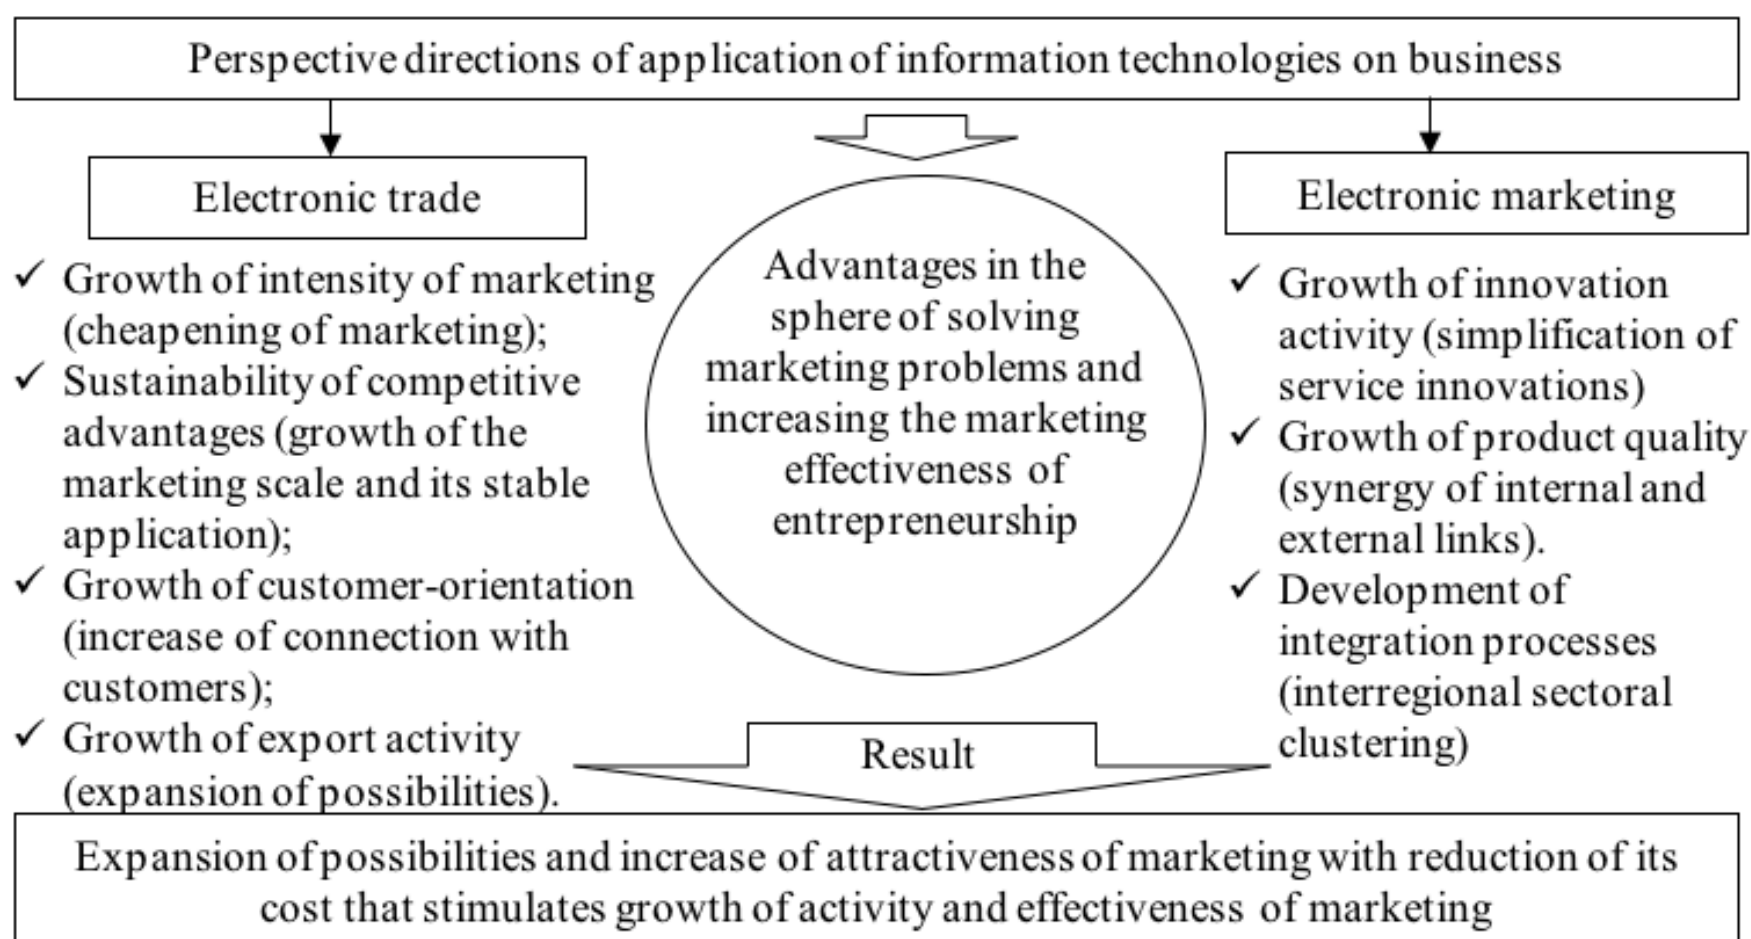 Perspective directions of application of information technologies on business
Electronic trade
✓ Growth of intensity of marketing
(cheapening of marketing);
✓ Sustainability of competitive
advantages (growth of the
marketing scale and its stable
application);
✓ Growth of customer-orientation
(increase of connection with
customers);
✓ Growth of export activity
(expansion of possibilities).
Advantages in the
sphere of solving
marketing problems and
increasing the marketing
effectiveness of
entrepreneurship
Electronic marketing
✓ Growth of innovation
activity (simplification of
service innovations)
✓ Growth of product quality
(synergy of internal and
external links).
✓ Development of
integration processes
(interregional sectoral
clustering)
Result
Expansion of possibilities and increase of attractiveness of marketing with reduction of its
cost that stimulates growth of activity and effectiveness of marketing